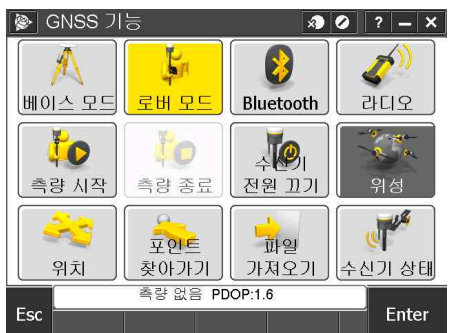 GNSS 기능
? – ×
베이스 모드
로버 모드
Bluetooth
라디오
측량 시작
측량 종료
수신기
전원 끄기
위성
위치
포인트
찾아가기
파일
가져오기
수신기 상태
측량 없음 PDOP:1.6
Esc
Enter